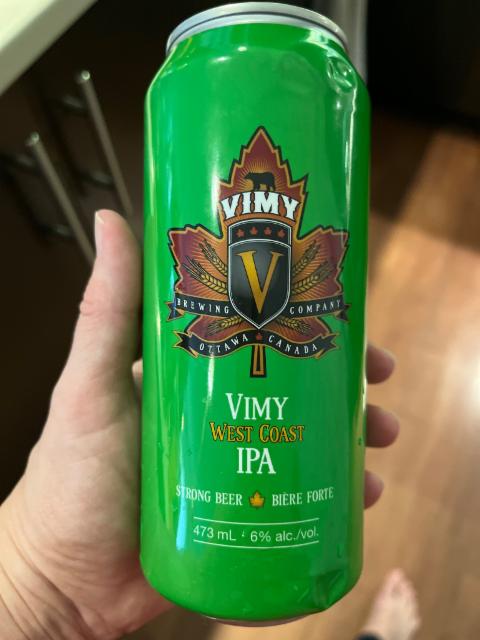 VIMY
V
BREWING COMPANY
OTTAWA CANADA
VIMY
WEST COAST
IPA
STRONG BEER BIÈRE FORTE
473 mL • 6% alc./vol.